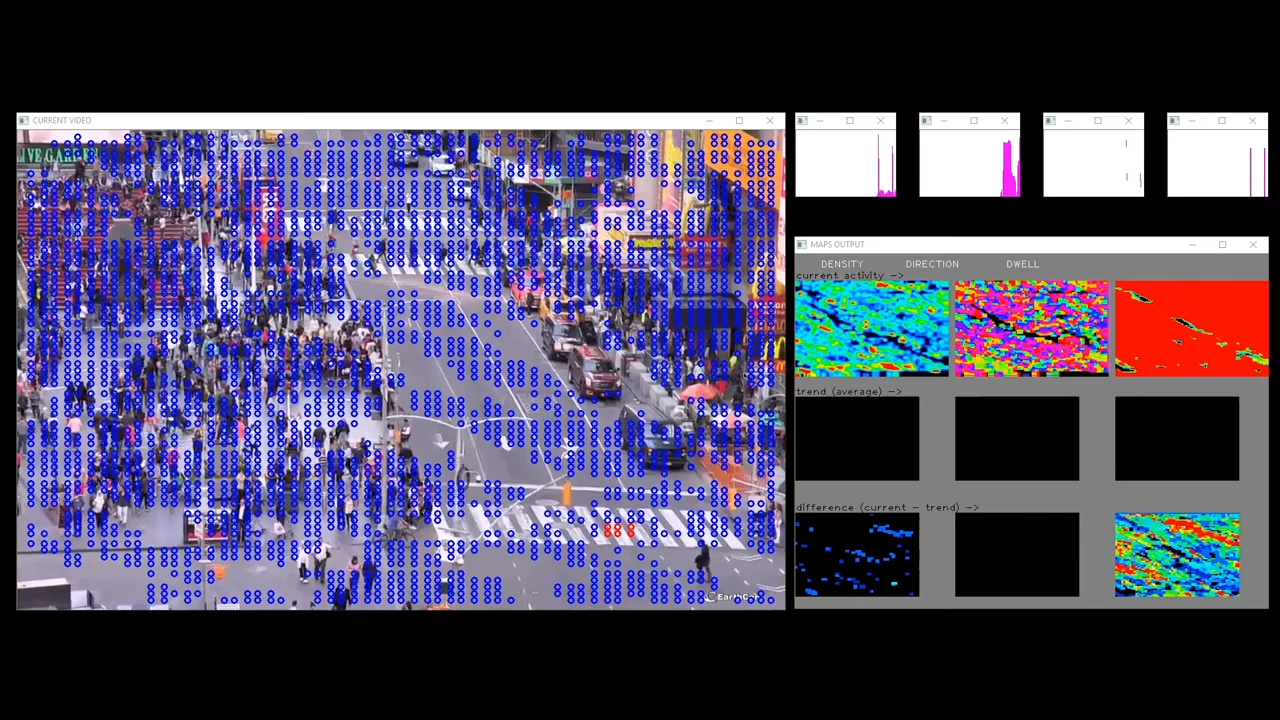 CURRENT VIDEO
MAPS OUTPUT
DENSITY DIRECTION DWELL
current activity ->
trend (average) ->
difference (current - trend) ->